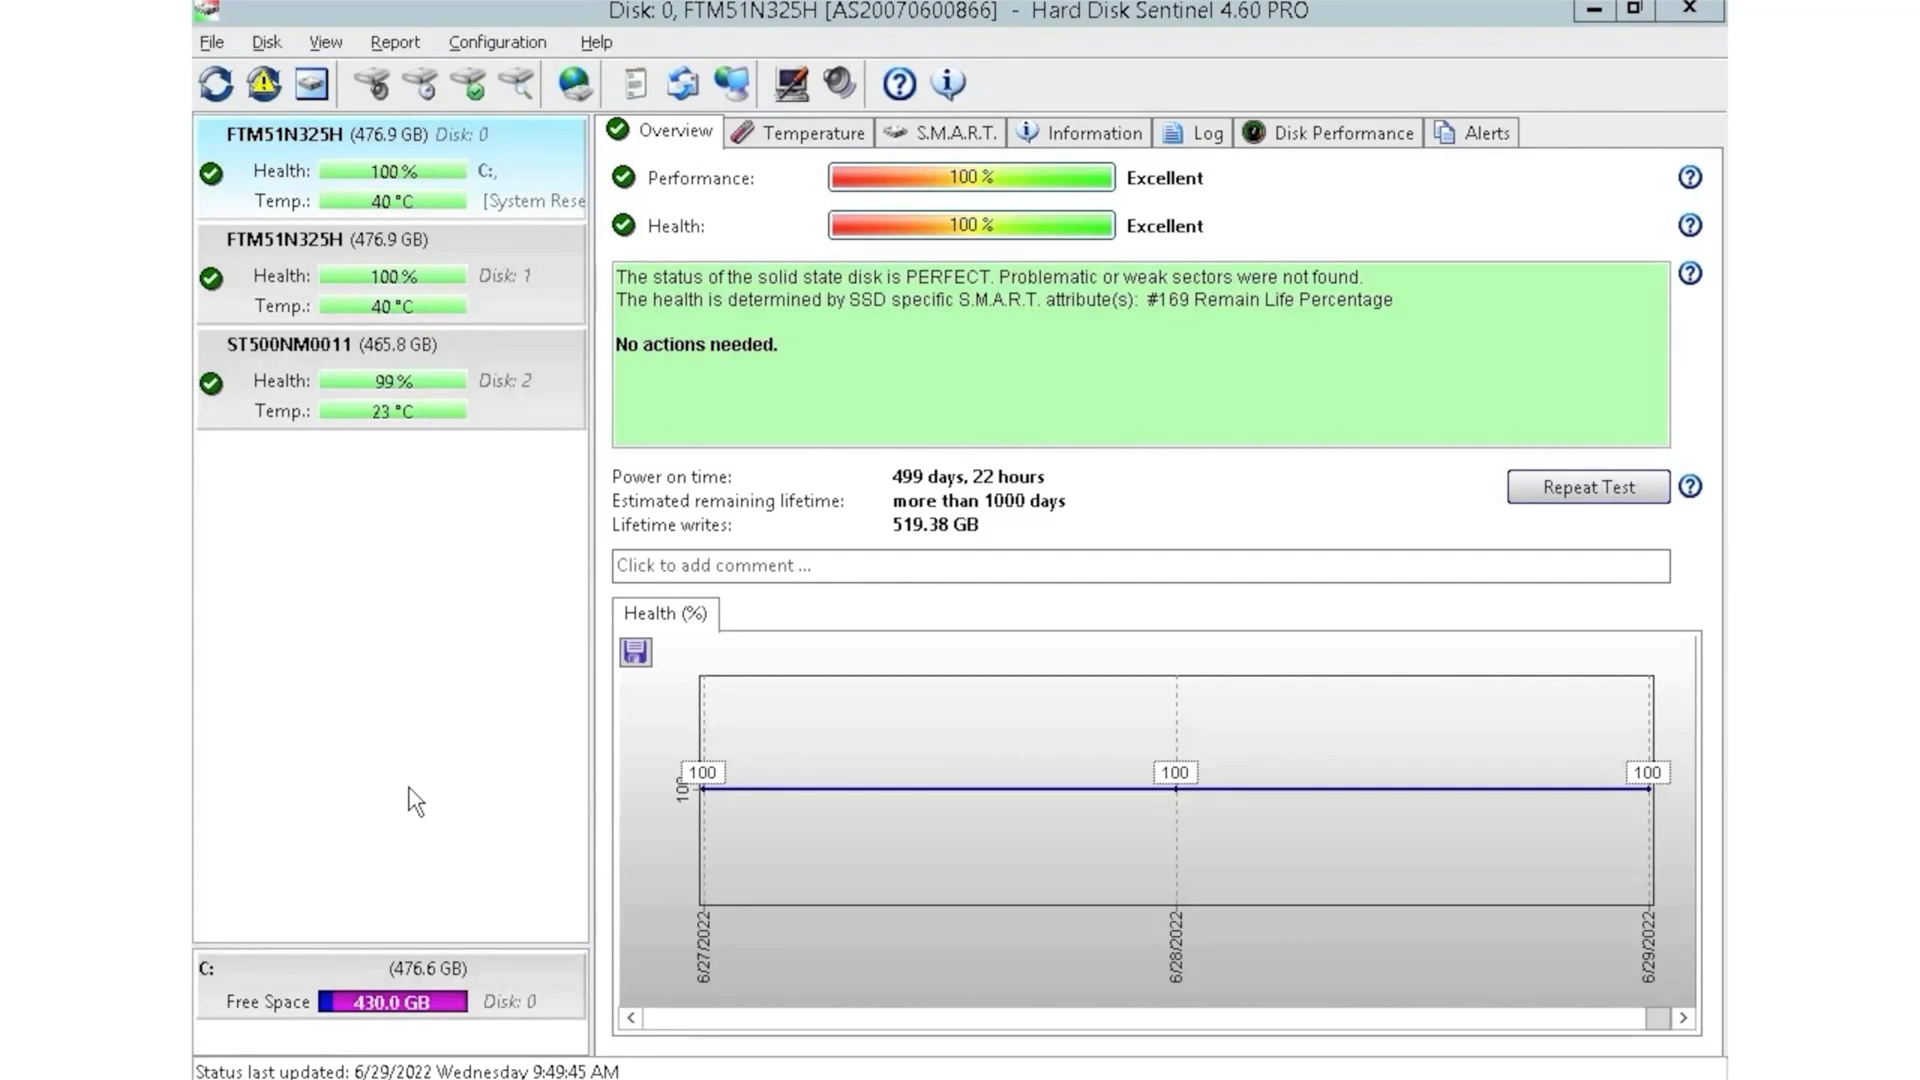 Disk: 0, FTM51N325H [AS20070600866] - Hard Disk Sentinel 4.60 PRO
File Disk View Report Configuration Help
FTM51N325H (476.9 GB) Disk: 0
Health: 100 % C:,
Temp.: 40 °C [System Rese
FTM51N325H (476.9 GB)
Health: 100 % Disk: 1
Temp.: 40 °C
ST500NM0011 (465.8 GB)
Health: 99 % Disk: 2
Temp.: 23 °C
C: (476.6 GB)
Free Space 430.0 GB Disk: 0
Overview Temperature S.M.A.R.T. Information Log Disk Performance Alerts
Performance: 100 % Excellent
Health: 100 % Excellent
The status of the solid state disk is PERFECT. Problematic or weak sectors were not found.
The health is determined by SSD specific S.M.A.R.T. attribute(s): #169 Remain Life Percentage
No actions needed.
Power on time: 499 days, 22 hours
Estimated remaining lifetime: more than 1000 days
Lifetime writes: 519.38 GB
Repeat Test
Click to add comment ...
Health (%)
100 100 100
100
6/27/2022 6/28/2022 6/29/2022
Status last updated: 6/29/2022 Wednesday 9:49:45 AM